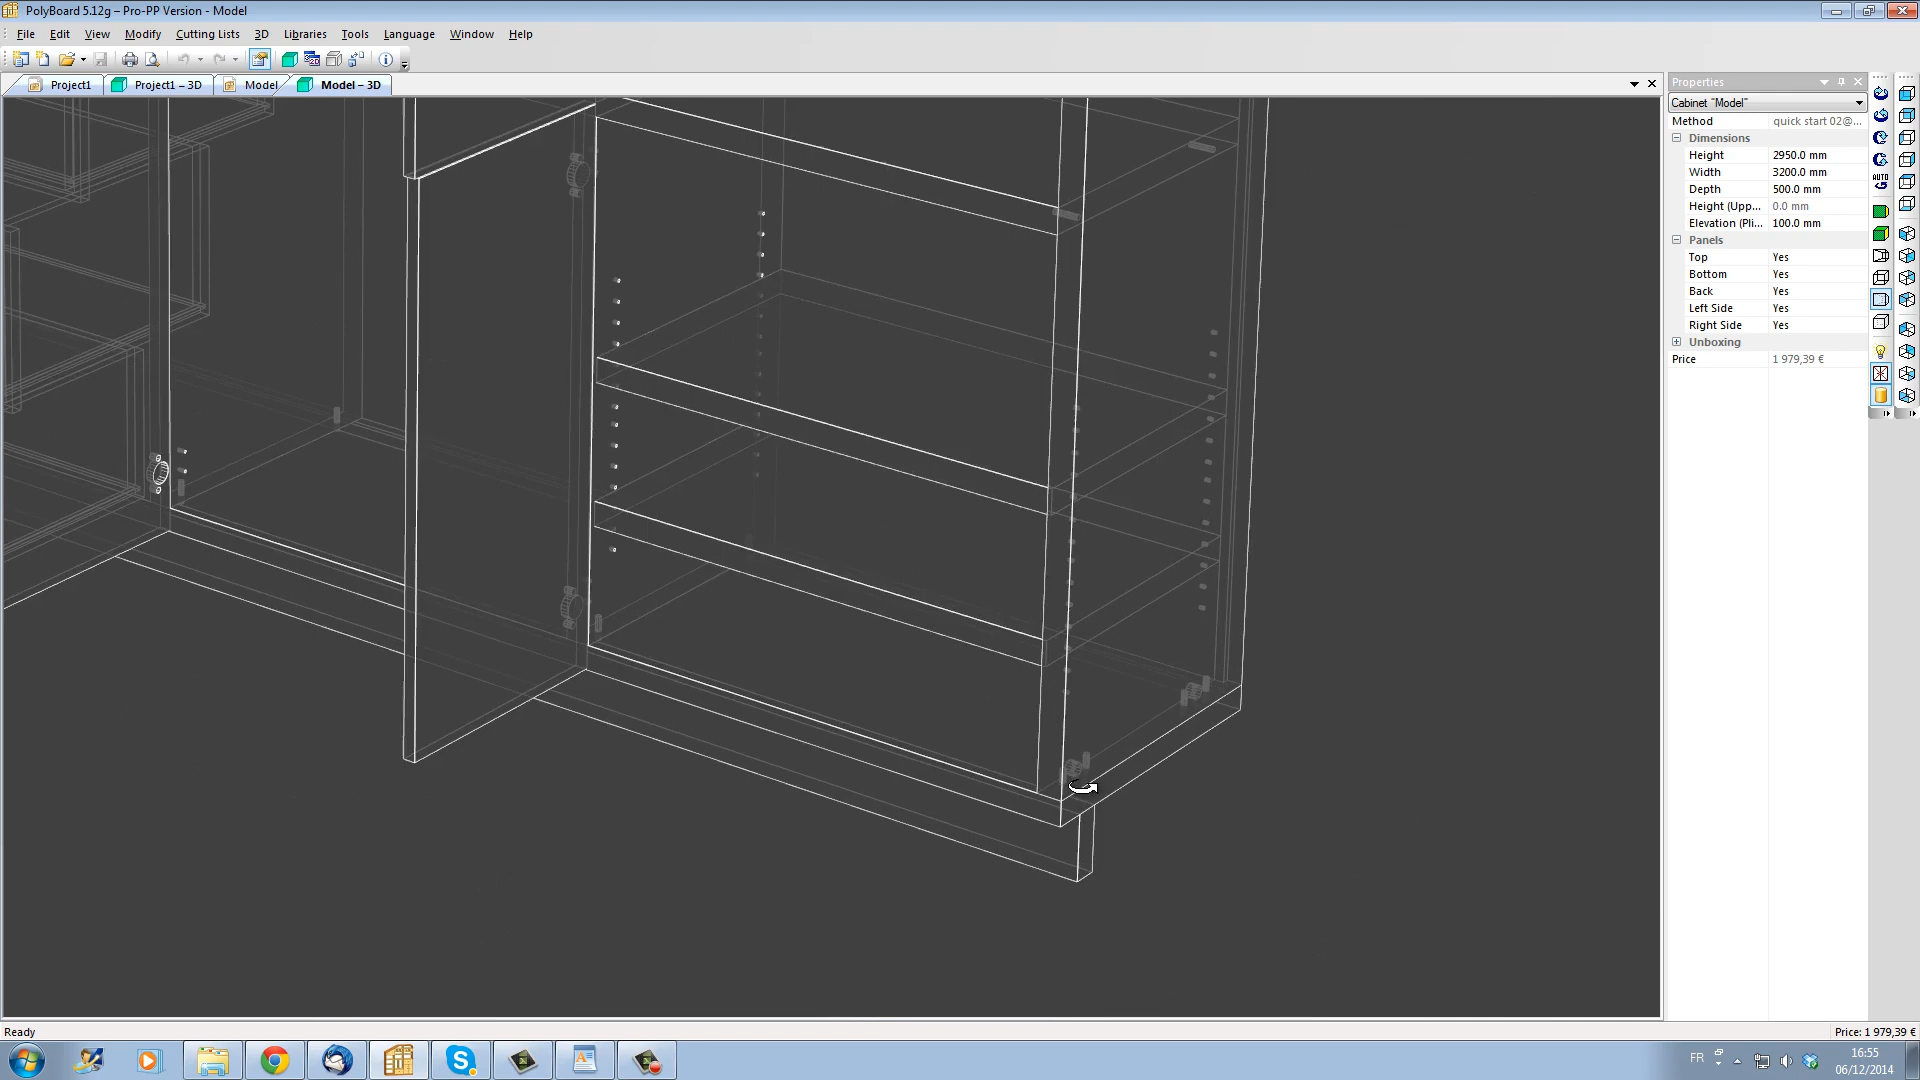 PolyBoard 5.12g – Pro-PP Version - Model
File Edit View Modify Cutting Lists 3D Libraries Tools Language Window Help
Project1 Project1 – 3D Model Model – 3D
Properties
Cabinet "Model"
Method quick start 02@...
Dimensions
Height 2950.0 mm
Width 3200.0 mm
Depth 500.0 mm
Height (Upp... 0.0 mm
Elevation (Pli... 100.0 mm
Panels
Top Yes
Bottom Yes
Back Yes
Left Side Yes
Right Side Yes
Unboxing
Price 1 979,39 €
AUTO
Ready
Price: 1 979,39 €
FR
16:55
06/12/2014